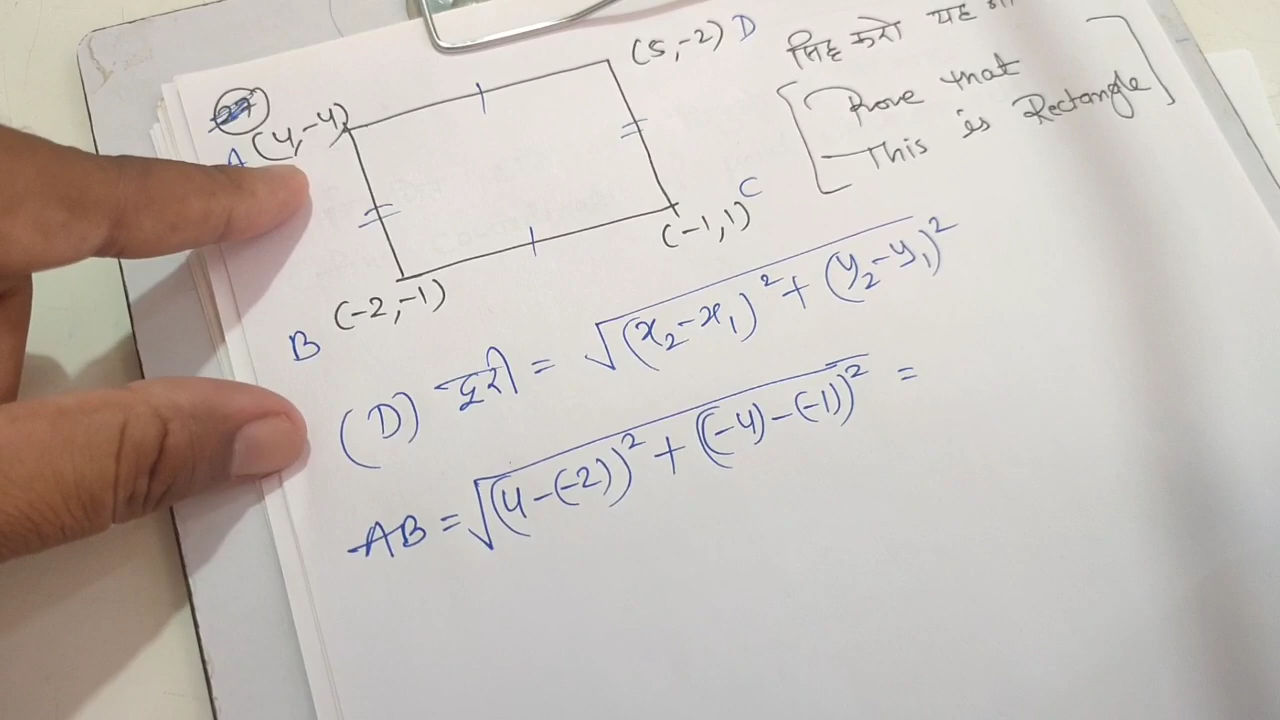 (5,-2) D
सिद्ध करो यह
A (4,-4)
[Prove that
This is Rectangle]
(-1,1) C
B (-2,-1)
(D) दूरी = √(x₂-x₁)²+(y₂-y₁)²
AB = √(4-(-2))²+((-4)-(-1))² =